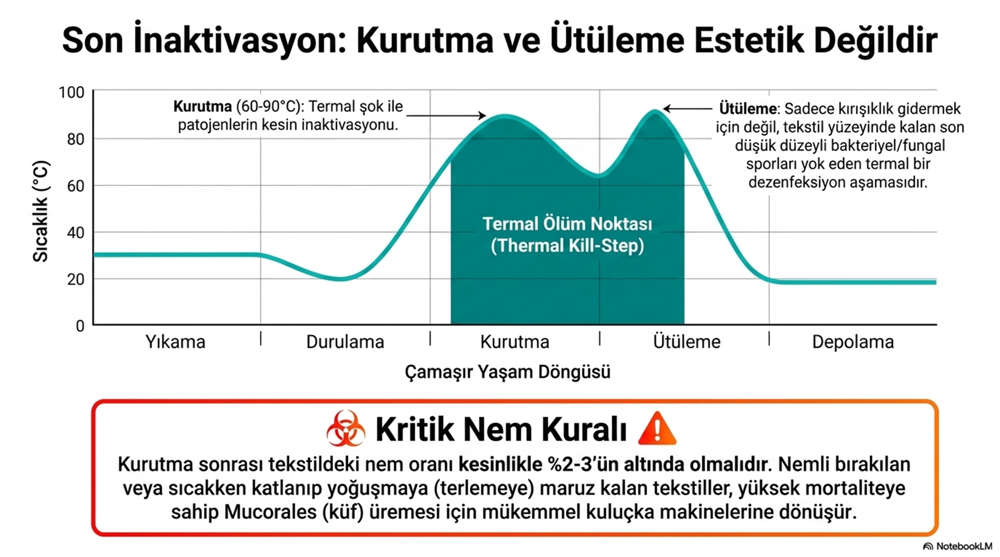 Son İnaktivasyon: Kurutma ve Ütüleme Estetik Değildir
100
80
60
40
20
0
Sıcaklık (°C)
Kurutma (60-90°C): Termal şok ile
patojenlerin kesin inaktivasyonu.
Ütüleme: Sadece kırışıklık gidermek
için değil, tekstil yüzeyinde kalan son
düşük düzeyli bakteriyel/fungal
sporları yok eden termal bir
dezenfeksiyon aşamasıdır.
Termal Ölüm Noktası
(Thermal Kill-Step)
Yıkama
Durulama
Kurutma
Ütüleme
Depolama
Çamaşır Yaşam Döngüsü
Kritik Nem Kuralı
Kurutma sonrası tekstildeki nem oranı kesinlikle %2-3’ün altında olmalıdır. Nemli bırakılan
veya sıcakken katlanıp yoğuşmaya (terlemeye) maruz kalan tekstiller, yüksek mortaliteye
sahip Mucorales (küf) üremesi için mükemmel kuluçka makinelerine dönüşür.
NotebookLM